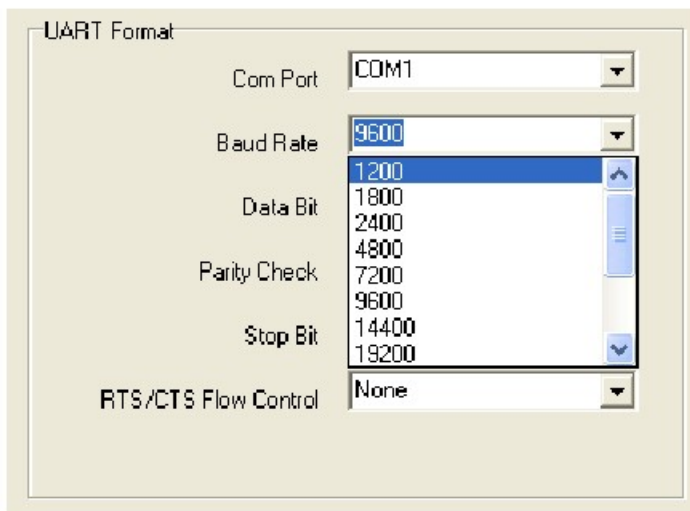 UART Format
Com Port COM1
Baud Rate 9600
1200
1800
Data Bit 2400
4800
Parity Check 7200
9600
Stop Bit 14400
19200
RTS/CTS Flow Control None